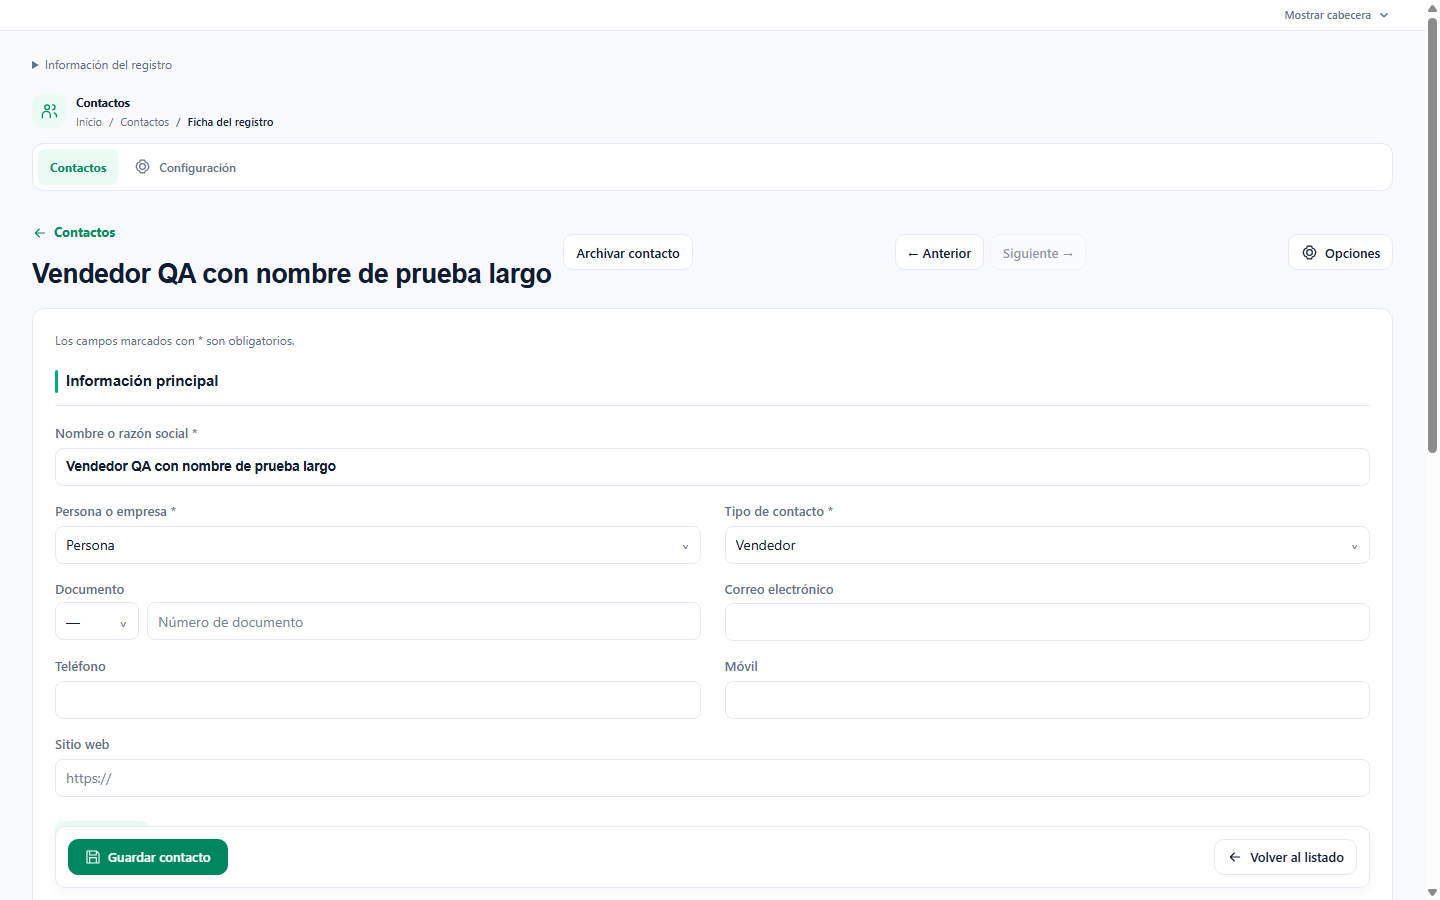 Mostrar cabecera
Información del registro
Contactos
Inicio / Contactos / Ficha del registro
Contactos
Configuración
← Contactos
Vendedor QA con nombre de prueba largo
Archivar contacto
← Anterior
Siguiente →
Opciones
Los campos marcados con * son obligatorios.
Información principal
Nombre o razón social *
Vendedor QA con nombre de prueba largo
Persona o empresa *
Tipo de contacto *
Persona
Vendedor
Documento
Correo electrónico
—
Número de documento
Teléfono
Móvil
Sitio web
https://
Guardar contacto
← Volver al listado